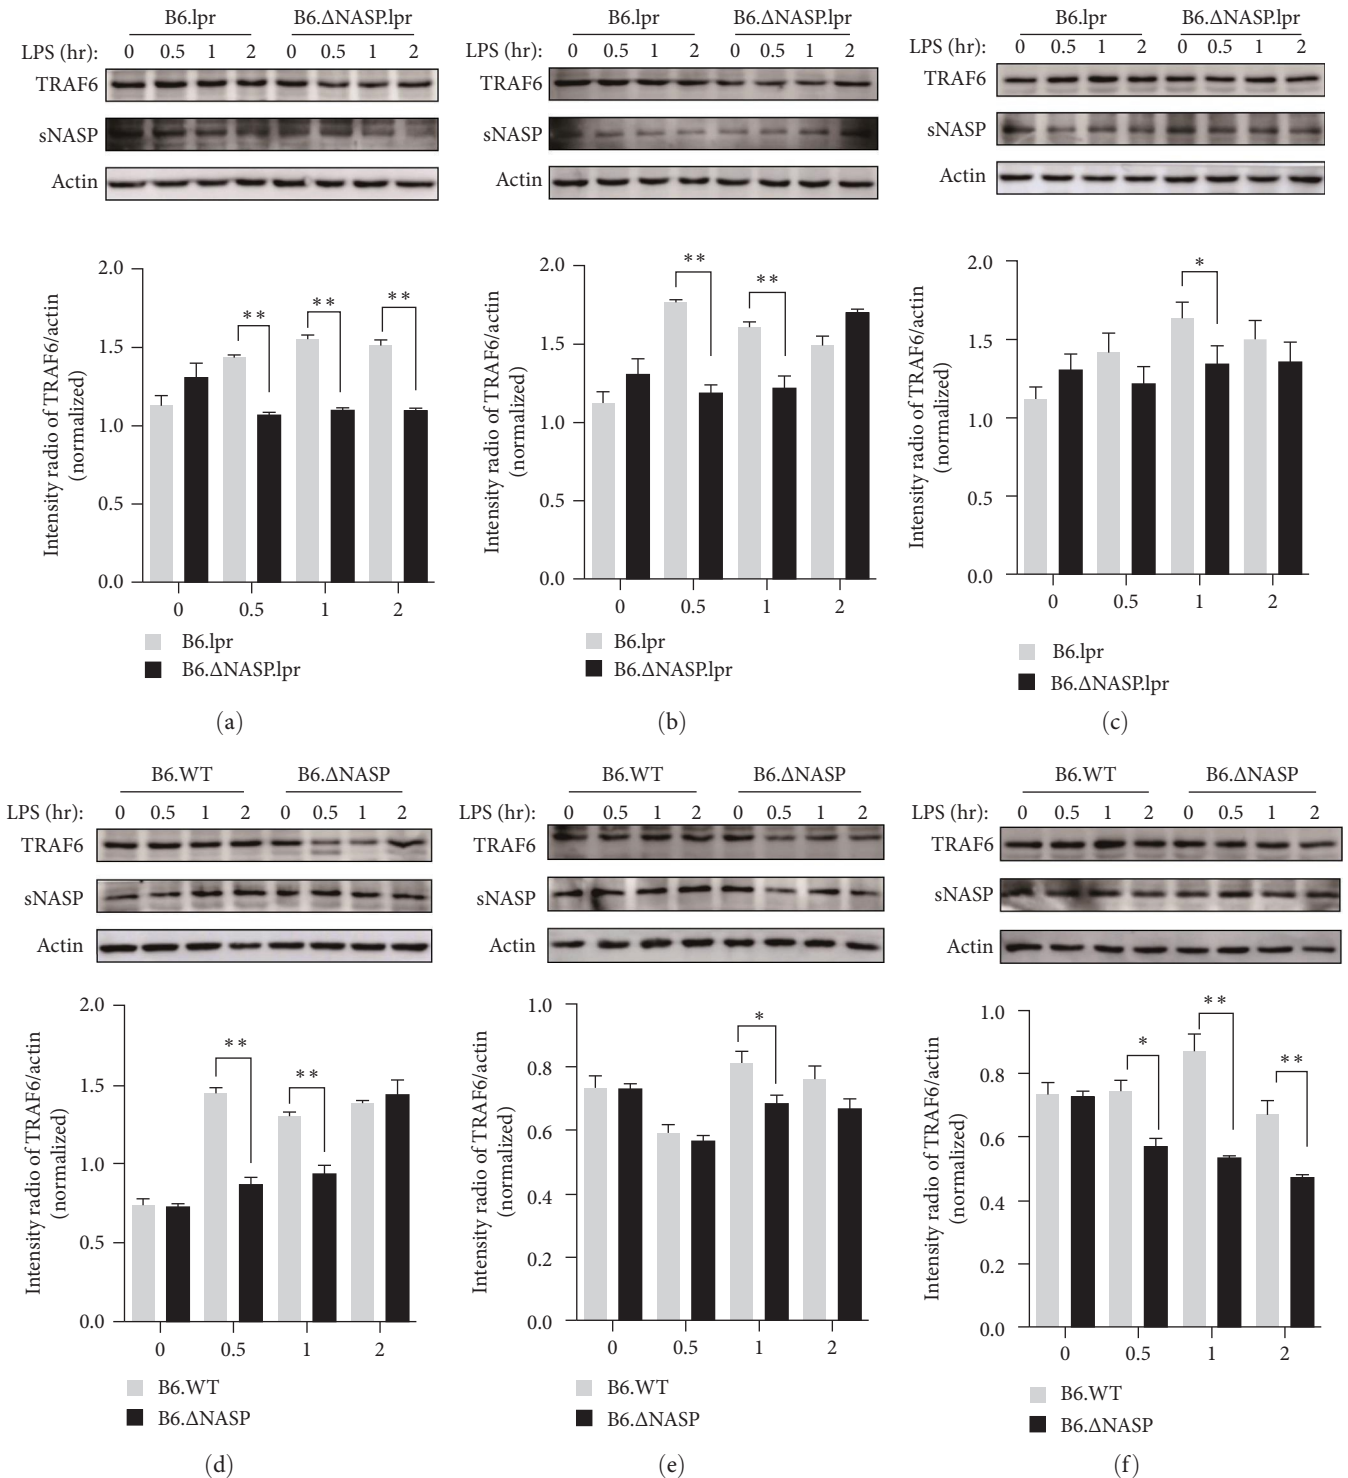 B6.lpr B6.ΔNASP.lpr
LPS (hr): 0 0.5 1 2 0 0.5 1 2
TRAF6
sNASP
Actin
2.0
1.5
1.0
0.5
0.0
Intensity radio of TRAF6/actin
(normalized)
** ** **
0 0.5 1 2
B6.lpr
B6.ΔNASP.lpr
(a)
B6.lpr B6.ΔNASP.lpr
LPS (hr): 0 0.5 1 2 0 0.5 1 2
TRAF6
sNASP
Actin
2.0
1.5
1.0
0.5
0.0
Intensity radio of TRAF6/actin
(normalized)
** **
0 0.5 1 2
B6.lpr
B6.ΔNASP.lpr
(b)
B6.lpr B6.ΔNASP.lpr
LPS (hr): 0 0.5 1 2 0 0.5 1 2
TRAF6
sNASP
Actin
2.0
1.5
1.0
0.5
0.0
Intensity radio of TRAF6/actin
(normalized)
*
0 0.5 1 2
B6.lpr
B6.ΔNASP.lpr
(c)
B6.WT B6.ΔNASP
LPS (hr): 0 0.5 1 2 0 0.5 1 2
TRAF6
sNASP
Actin
2.0
1.5
1.0
0.5
0.0
Intensity radio of TRAF6/actin
(normalized)
** **
0 0.5 1 2
B6.WT
B6.ΔNASP
(d)
B6.WT B6.ΔNASP
LPS (hr): 0 0.5 1 2 0 0.5 1 2
TRAF6
sNASP
Actin
1.0
0.8
0.6
0.4
0.2
0.0
Intensity radio of TRAF6/actin
(normalized)
*
0 0.5 1 2
B6.WT
B6.ΔNASP
(e)
B6.WT B6.ΔNASP
LPS (hr): 0 0.5 1 2 0 0.5 1 2
TRAF6
sNASP
Actin
1.0
0.8
0.6
0.4
0.2
0.0
Intensity radio of TRAF6/actin
(normalized)
* ** **
0 0.5 1 2
B6.WT
B6.ΔNASP
(f)